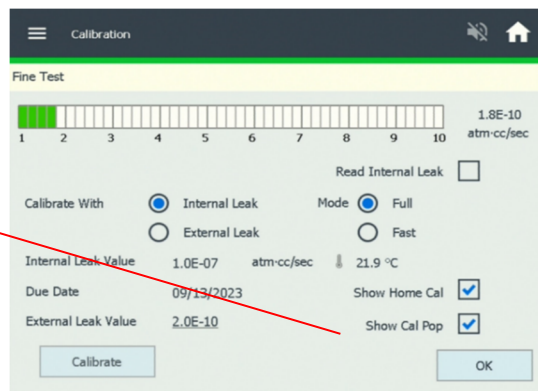 Calibration
Fine Test
1.8E-10
1 2 3 4 5 6 7 8 9 10 atm-cc/sec
Read Internal Leak
Calibrate With Internal Leak Mode Full
External Leak Fast
Internal Leak Value 1.0E-07 atm-cc/sec 21.9 °C
Due Date 09/13/2023 Show Home Cal
External Leak Value 2.0E-10 Show Cal Pop
Calibrate OK